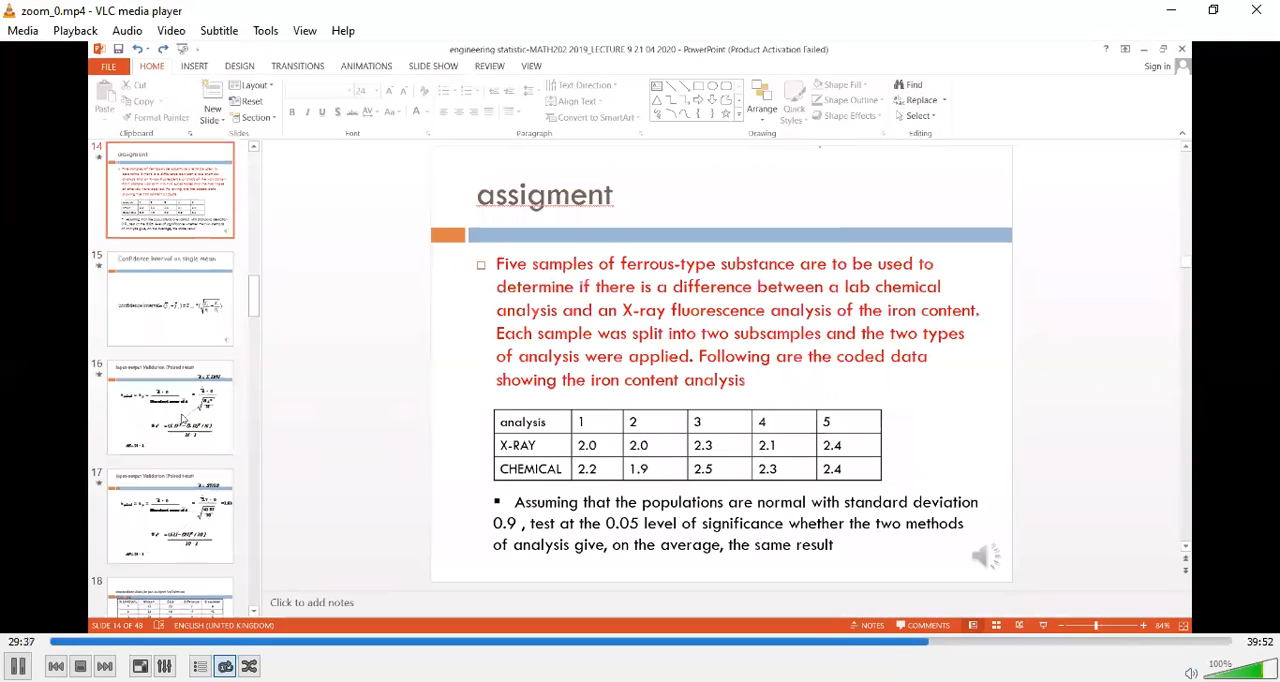 zoom_0.mp4 - VLC media player
Media Playback Audio Video Subtitle Tools View Help
engineering statistic-MATH202 2019_LECTURE 9 21 04 2020 - PowerPoint (Product Activation Failed)
FILE HOME INSERT DESIGN TRANSITIONS ANIMATIONS SLIDE SHOW REVIEW VIEW Sign in
Paste Cut Copy Format Painter Clipboard
New Slide Layout Reset Section Slides
24 Font
Text Direction Align Text Convert to SmartArt Paragraph
Arrange Quick Styles Shape Fill Shape Outline Shape Effects Drawing
Find Replace Select Editing
14
assigment
15
Confidence Interval on single mean
16
17
18
assigment
Five samples of ferrous-type substance are to be used to
determine if there is a difference between a lab chemical
analysis and an X-ray fluorescence analysis of the iron content.
Each sample was split into two subsamples and the two types
of analysis were applied. Following are the coded data
showing the iron content analysis
analysis 1 2 3 4 5
X-RAY 2.0 2.0 2.3 2.1 2.4
CHEMICAL 2.2 1.9 2.5 2.3 2.4
Assuming that the populations are normal with standard deviation
0.9 , test at the 0.05 level of significance whether the two methods
of analysis give, on the average, the same result
Click to add notes
SLIDE 14 OF 48 ENGLISH (UNITED KINGDOM) NOTES COMMENTS 84%
29:37 39:52
100%